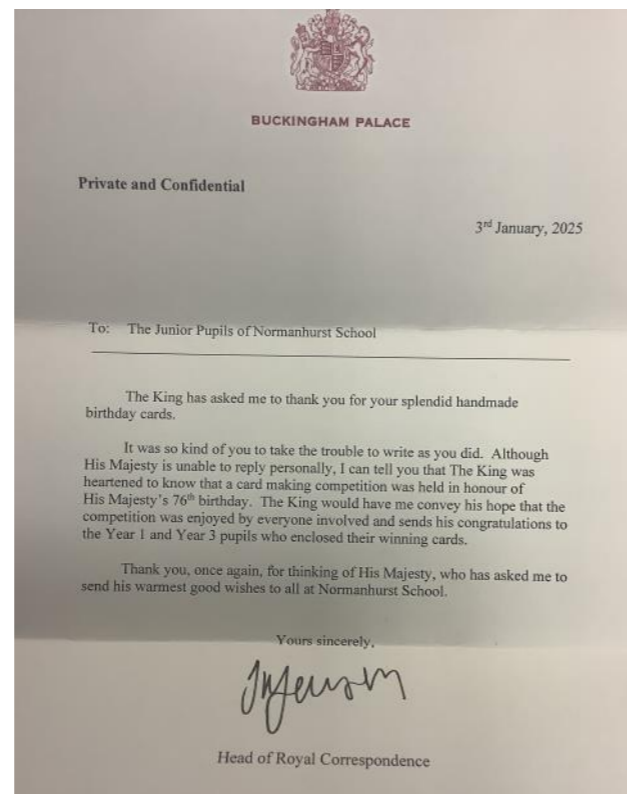 BUCKINGHAM PALACE
Private and Confidential
3rd January, 2025
To: The Junior Pupils of Normanhurst School
The King has asked me to thank you for your splendid handmade
birthday cards.
It was so kind of you to take the trouble to write as you did. Although
His Majesty is unable to reply personally, I can tell you that The King was
heartened to know that a card making competition was held in honour of
His Majesty's 76th birthday. The King would have me convey his hope that the
competition was enjoyed by everyone involved and sends his congratulations to
the Year 1 and Year 3 pupils who enclosed their winning cards.
Thank you, once again, for thinking of His Majesty, who has asked me to
send his warmest good wishes to all at Normanhurst School.
Yours sincerely,
Head of Royal Correspondence